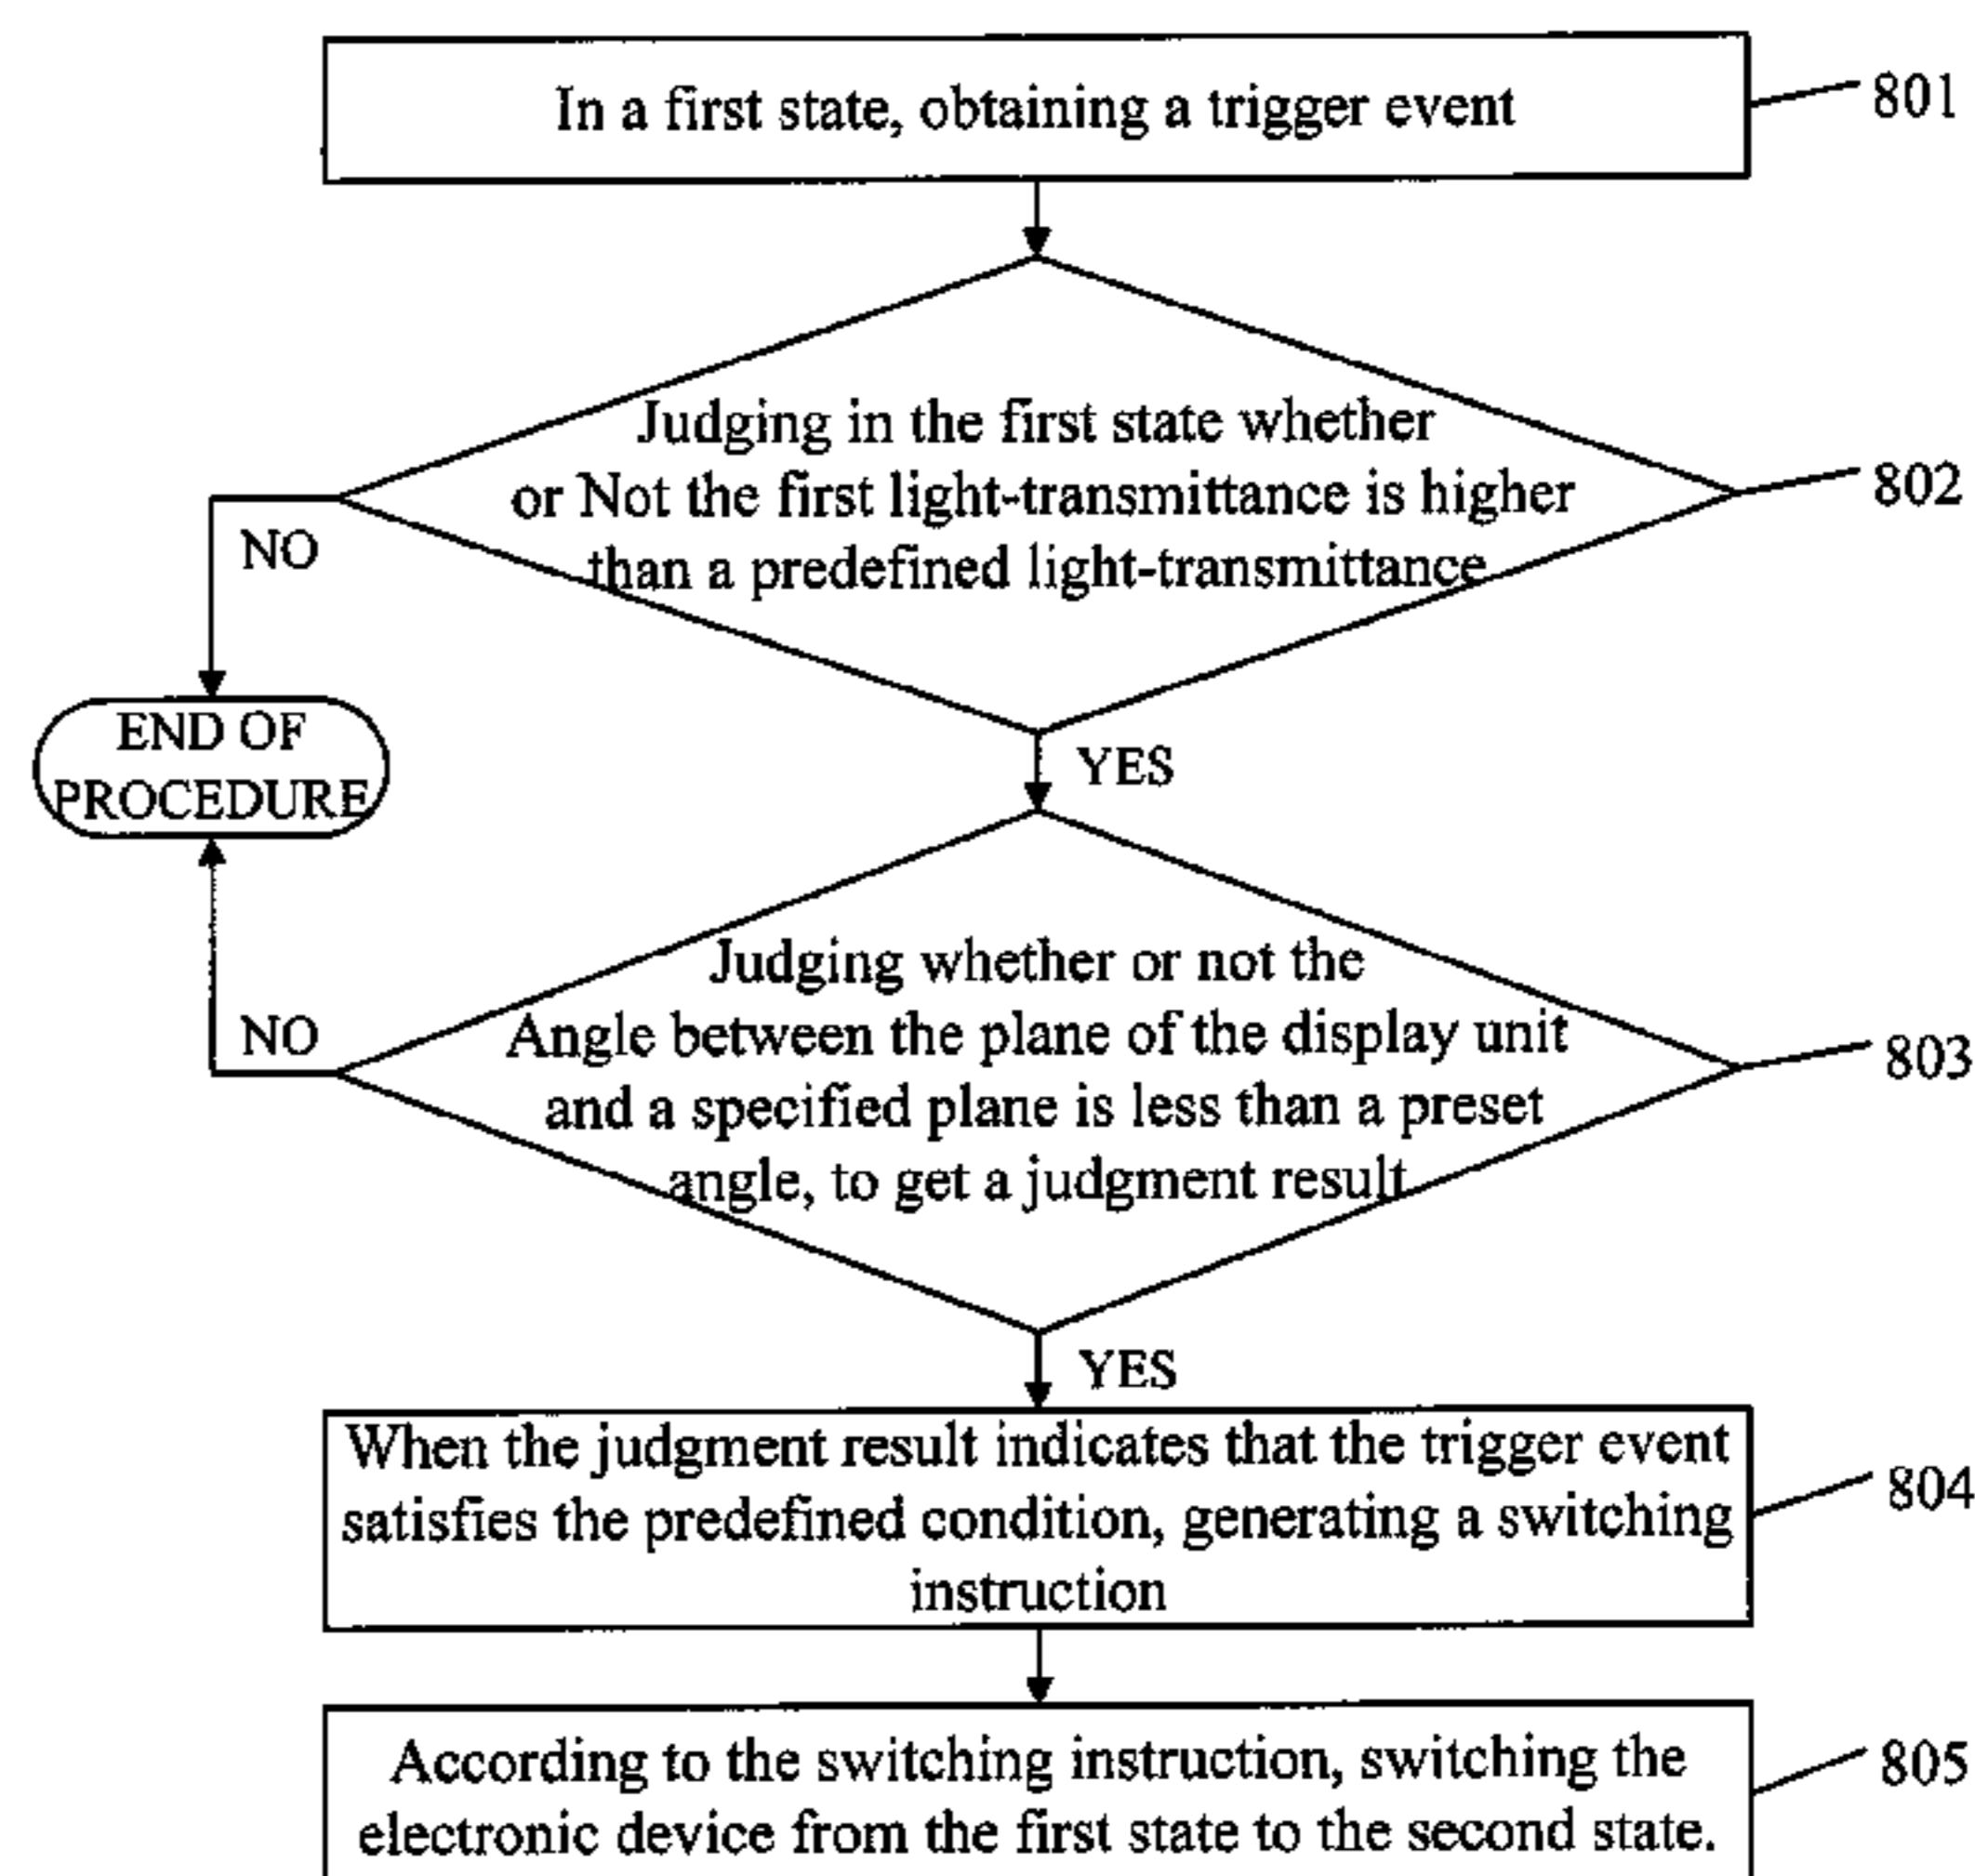 In a first state, obtaining a trigger event
801
Judging in the first state whether
or Not the first light-transmittance is higher
than a predefined light-transmittance
802
NO
END OF
PROCEDURE
YES
Judging whether or not the
Angle between the plane of the display unit
and a specified plane is less than a preset
angle, to get a judgment result
803
NO
YES
When the judgment result indicates that the trigger event
satisfies the predefined condition, generating a switching
instruction
804
According to the switching instruction, switching the
electronic device from the first state to the second state.
805